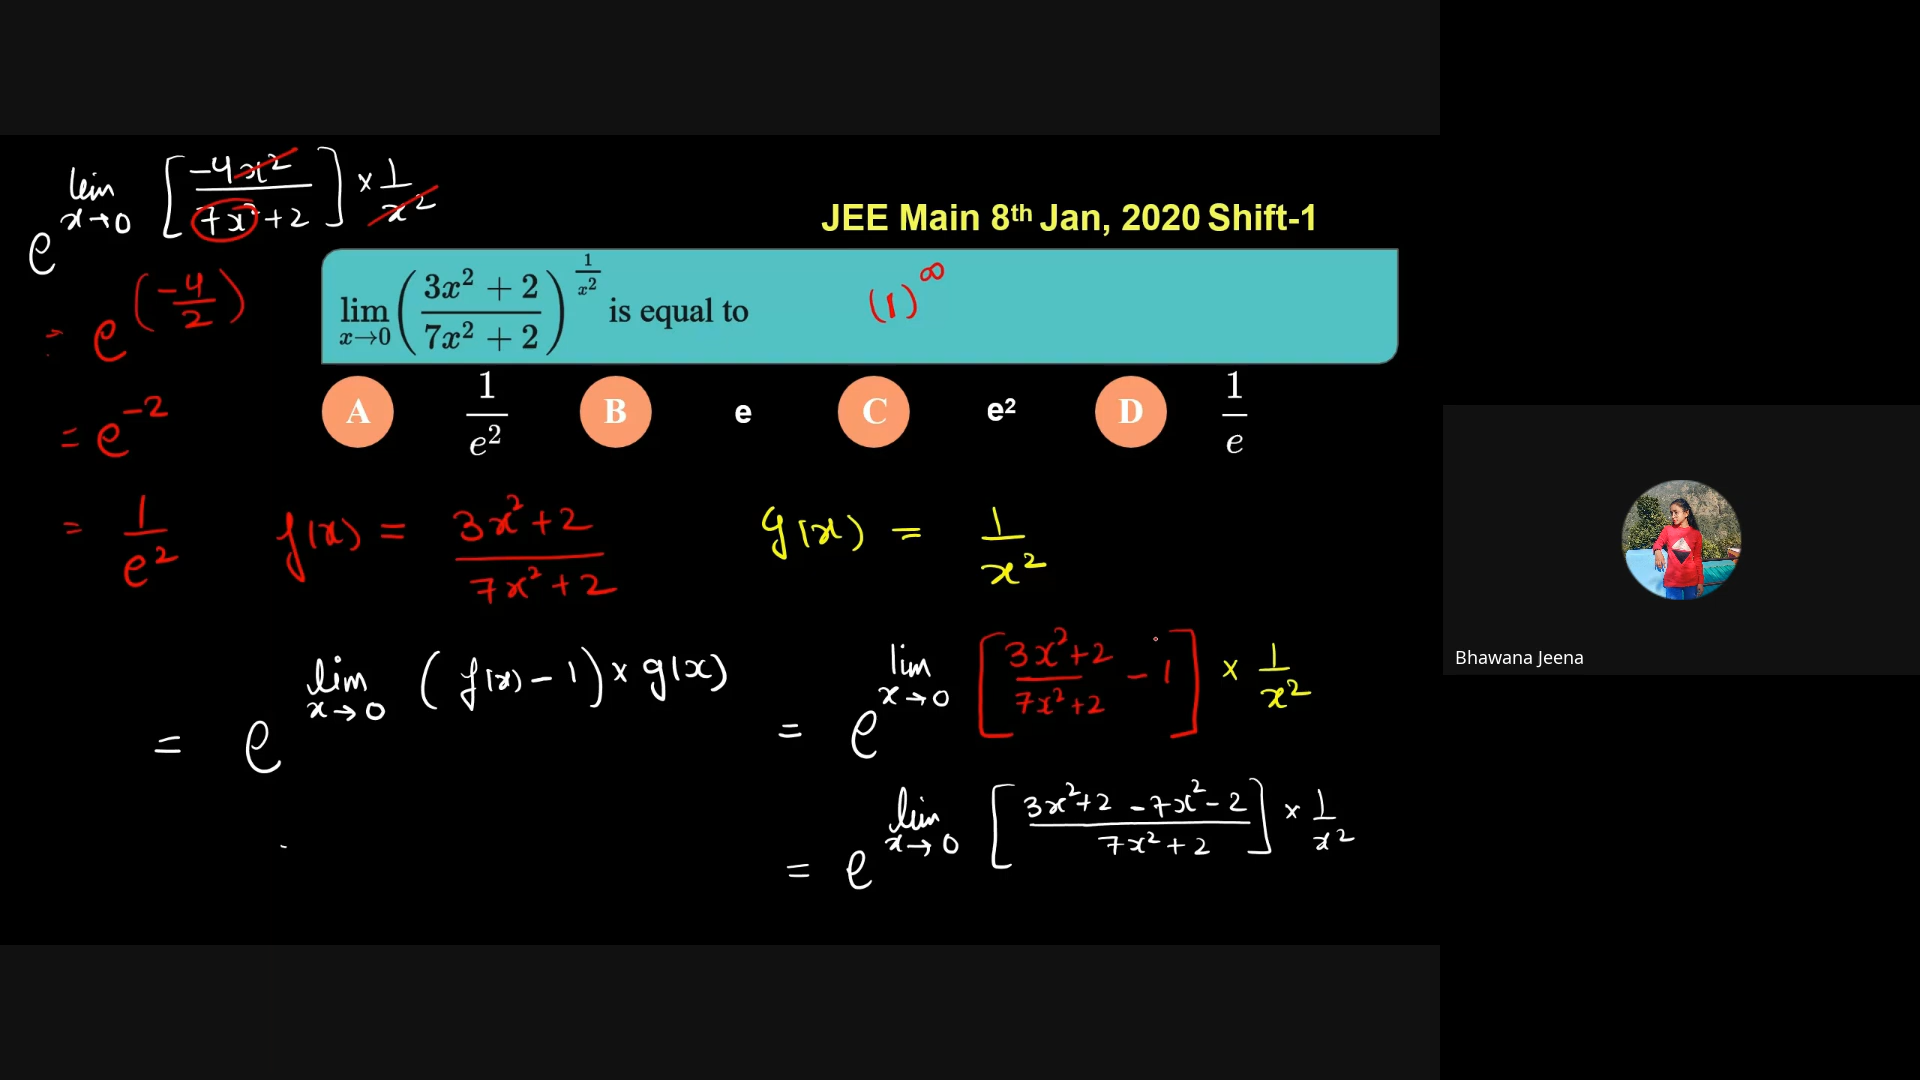 JEE Main 8th Jan, 2020 Shift-1
lim x→0 ((3x² + 2)/(7x² + 2))^(1/x²) is equal to (1)^∞
A 1/e² B e C e² D 1/e
e^(lim x→0 [-4x²/(7x²+2)] × 1/x²)
= e^(-4/2)
= e^-2
= 1/e²
f(x) = (3x²+2)/(7x²+2) g(x) = 1/x²
= e^(lim x→0 (f(x) - 1) × g(x))
= e^(lim x→0 [(3x²+2)/(7x²+2) - 1] × 1/x²)
= e^(lim x→0 [(3x²+2 - 7x² - 2)/(7x²+2)] × 1/x²)
Bhawana Jeena